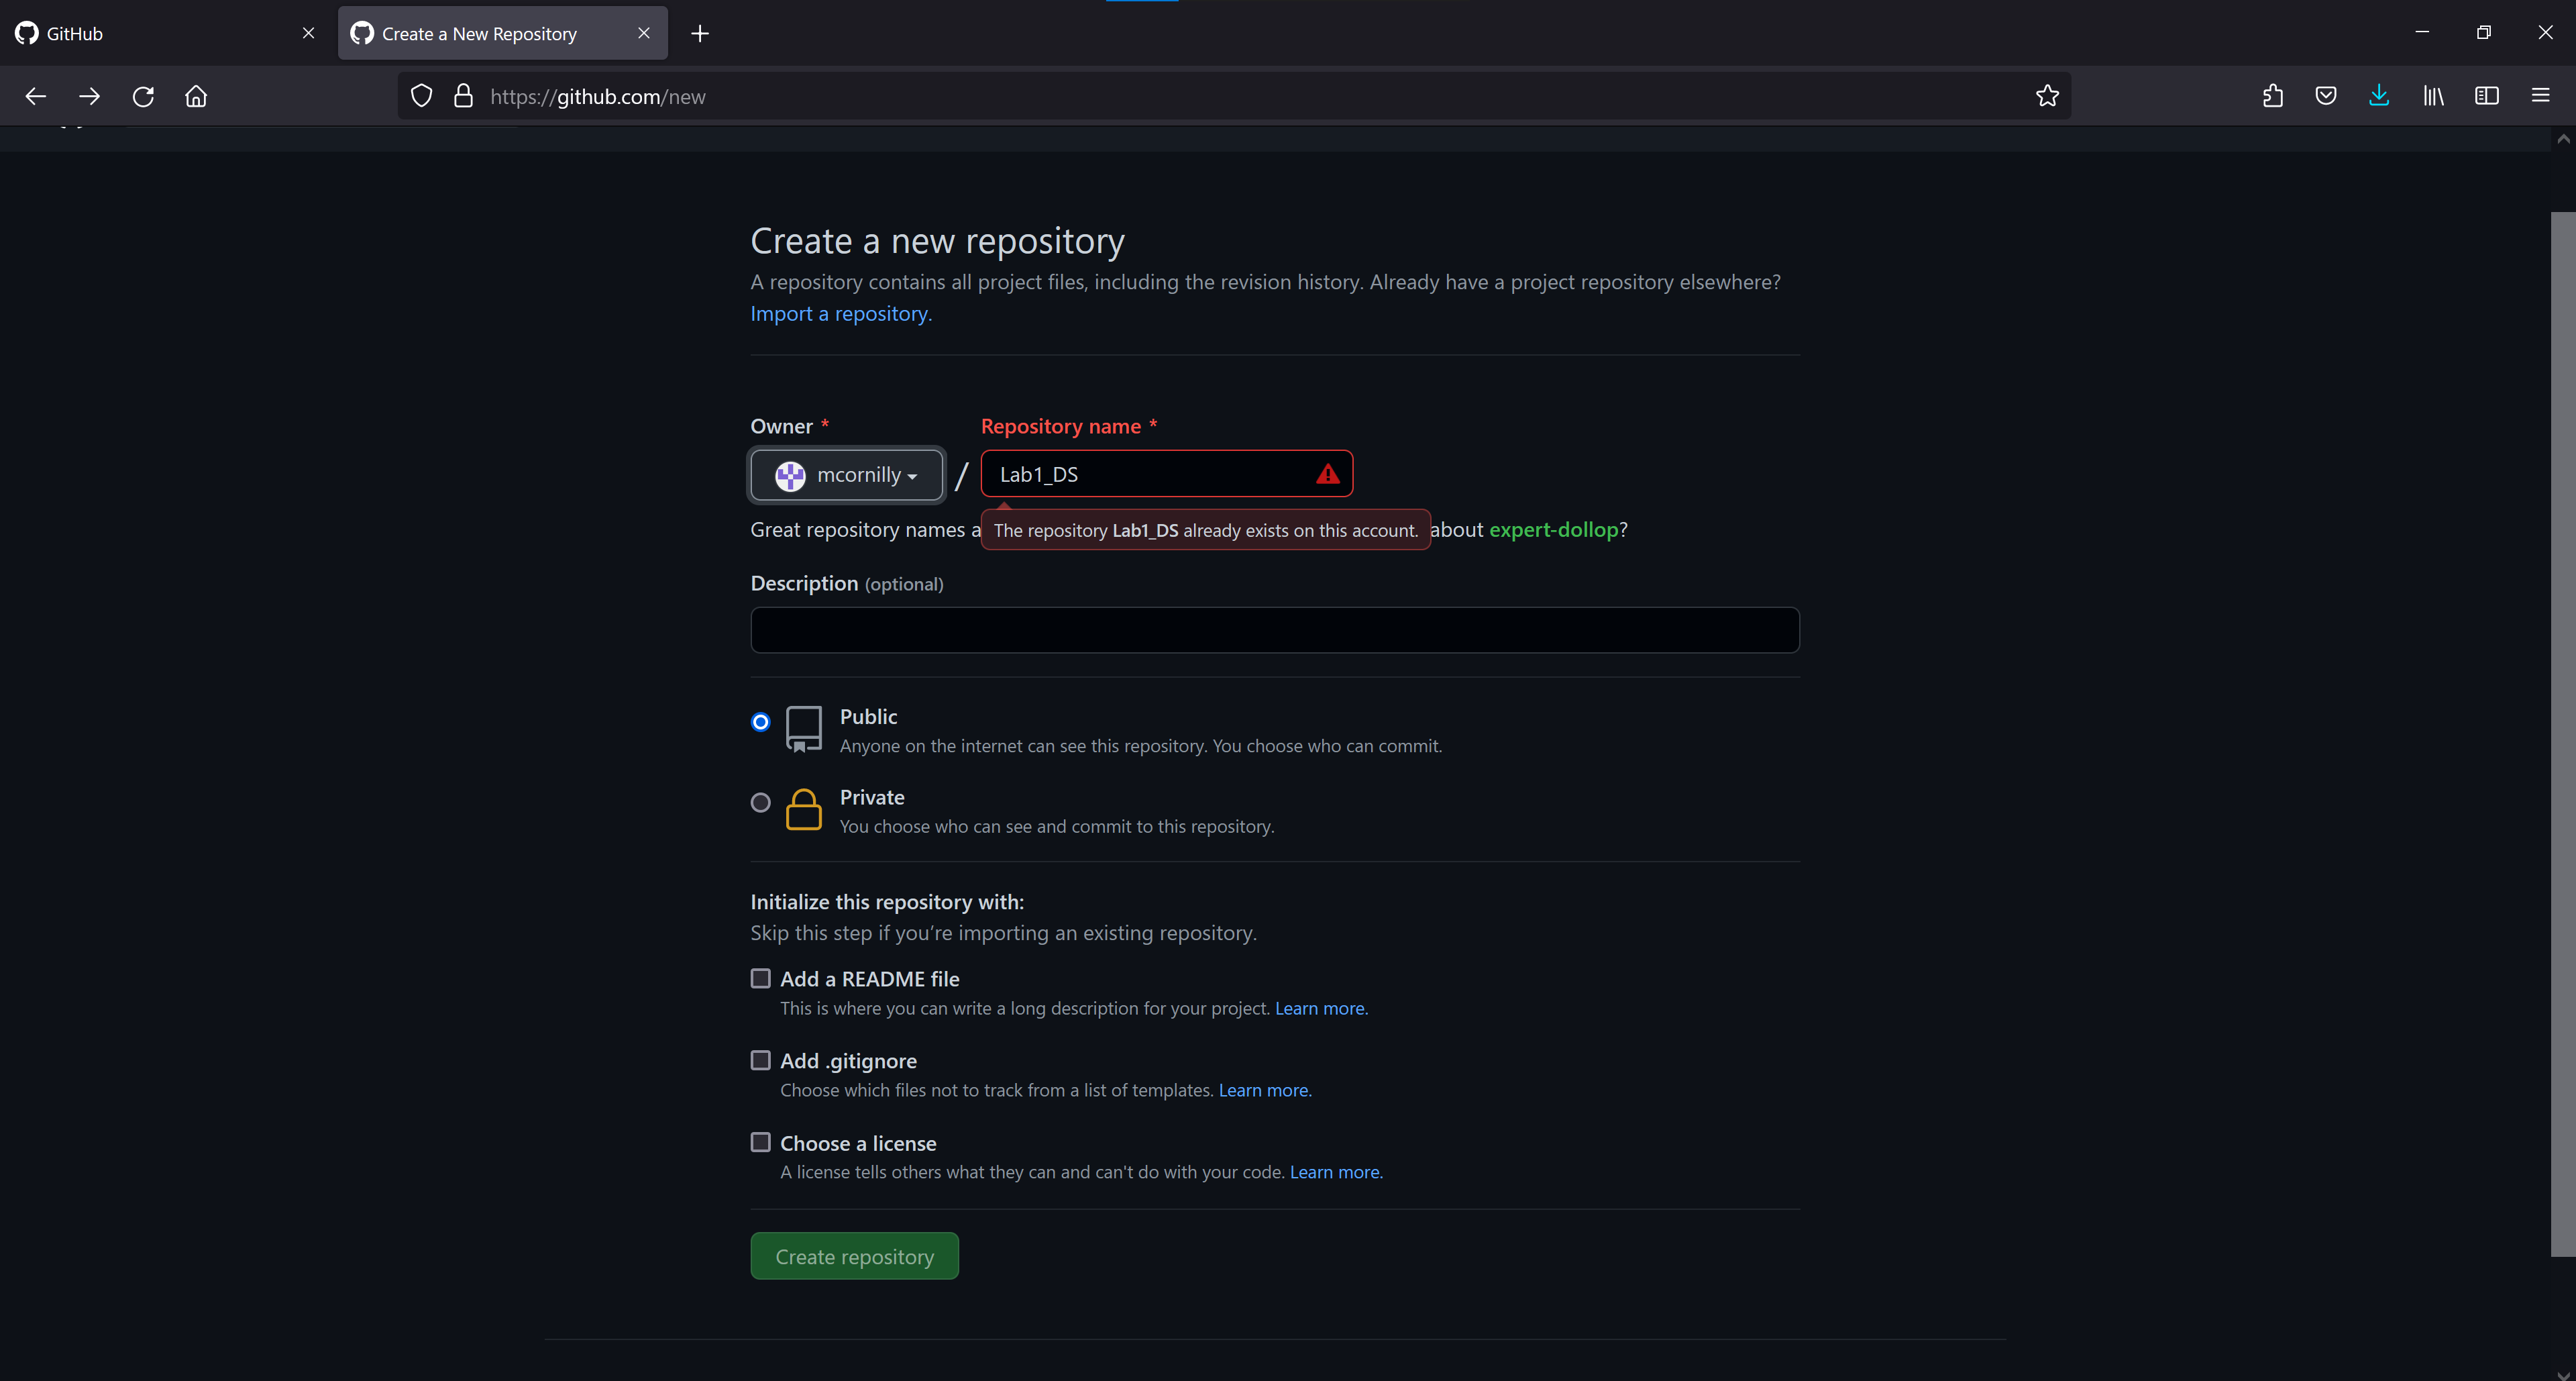 GitHub
Create a New Repository
https://github.com/new
Create a new repository
A repository contains all project files, including the revision history. Already have a project repository elsewhere?
Import a repository.
Owner *
Repository name *
mcornilly / Lab1_DS
Great repository names a
The repository Lab1_DS already exists on this account.
about expert-dollop?
Description (optional)
Public
Anyone on the internet can see this repository. You choose who can commit.
Private
You choose who can see and commit to this repository.
Initialize this repository with:
Skip this step if you’re importing an existing repository.
Add a README file
This is where you can write a long description for your project. Learn more.
Add .gitignore
Choose which files not to track from a list of templates. Learn more.
Choose a license
A license tells others what they can and can't do with your code. Learn more.
Create repository